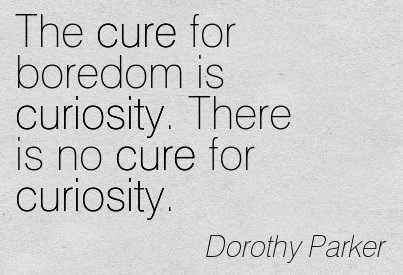 The cure for
boredom is
curiosity. There
is no cure for
curiosity.
Dorothy Parker